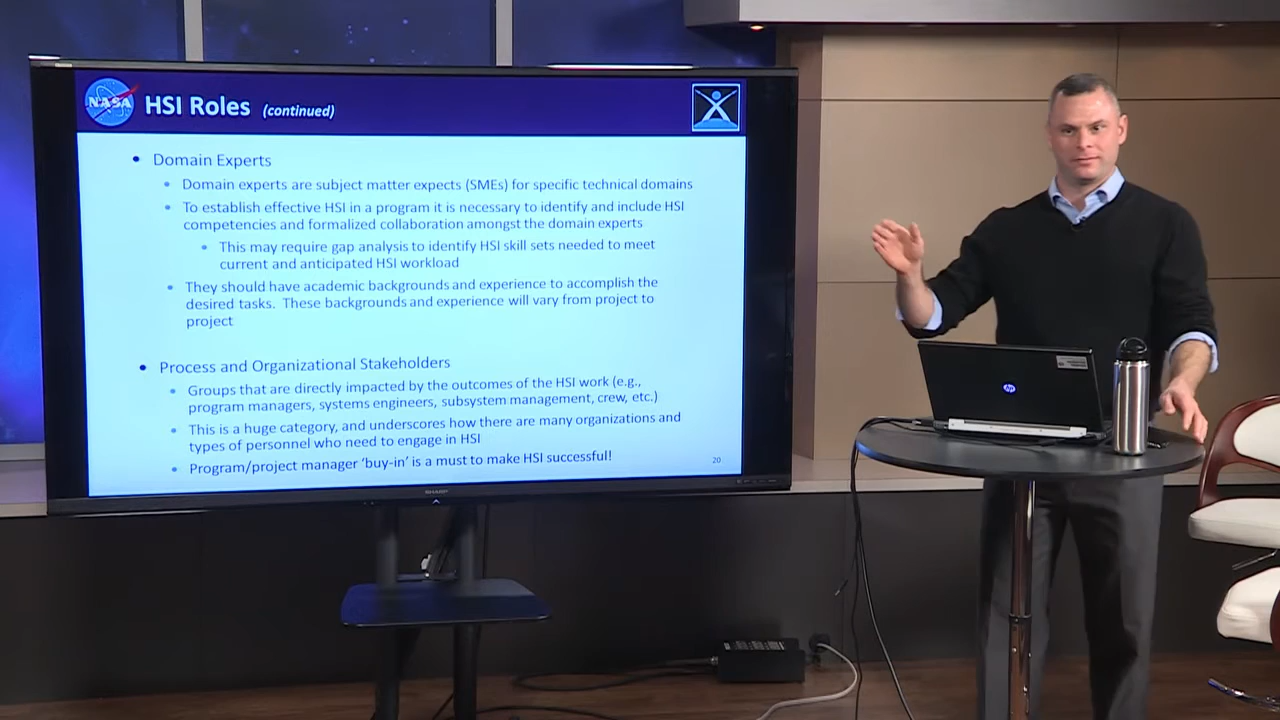 NASA
HSI Roles (continued)
• Domain Experts
• Domain experts are subject matter expects (SMEs) for specific technical domains
• To establish effective HSI in a program it is necessary to identify and include HSI
competencies and formalized collaboration amongst the domain experts
• This may require gap analysis to identify HSI skill sets needed to meet
current and anticipated HSI workload
• They should have academic backgrounds and experience to accomplish the
desired tasks. These backgrounds and experience will vary from project to
project
• Process and Organizational Stakeholders
• Groups that are directly impacted by the outcomes of the HSI work (e.g.,
program managers, systems engineers, subsystem management, crew, etc.)
• This is a huge category, and underscores how there are many organizations and
types of personnel who need to engage in HSI
• Program/project manager ‘buy-in’ is a must to make HSI successful!
20
SHARP
hp